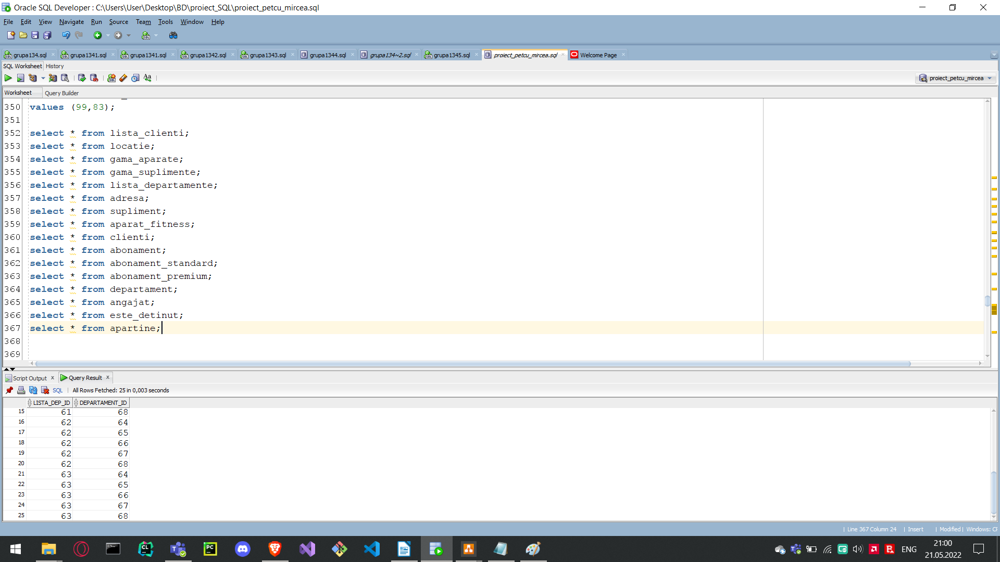 Oracle SQL Developer : C:\Users\User\Desktop\BD\proiect_SQL\proiect_petcu_mircea.sql
File Edit View Navigate Run Source Team Tools Window Help
grupa134.sql grupa1341.sql grupa1341.sql grupa1342.sql grupa1343.sql grupa1344.sql grupa134~2.sql grupa1345.sql proiect_petcu_mircea.sql Welcome Page
SQL Worksheet History
proiect_petcu_mircea
Worksheet Query Builder
350 values (99,83);
351
352 select * from lista_clienti;
353 select * from locatie;
354 select * from gama_aparate;
355 select * from gama_suplimente;
356 select * from lista_departamente;
357 select * from adresa;
358 select * from supliment;
359 select * from aparat_fitness;
360 select * from clienti;
361 select * from abonament;
362 select * from abonament_standard;
363 select * from abonament_premium;
364 select * from departament;
365 select * from angajat;
366 select * from este_detinut;
367 select * from apartine;
368
369
Script Output Query Result
SQL All Rows Fetched: 25 in 0,003 seconds
LISTA_DEP_ID DEPARTAMENT_ID
15 61 68
16 62 64
17 62 65
18 62 66
19 62 67
20 62 68
21 63 64
22 63 65
23 63 66
24 63 67
25 63 68
Line 367 Column 24 Insert Modified Windows:
ENG
21:00
21.05.2022